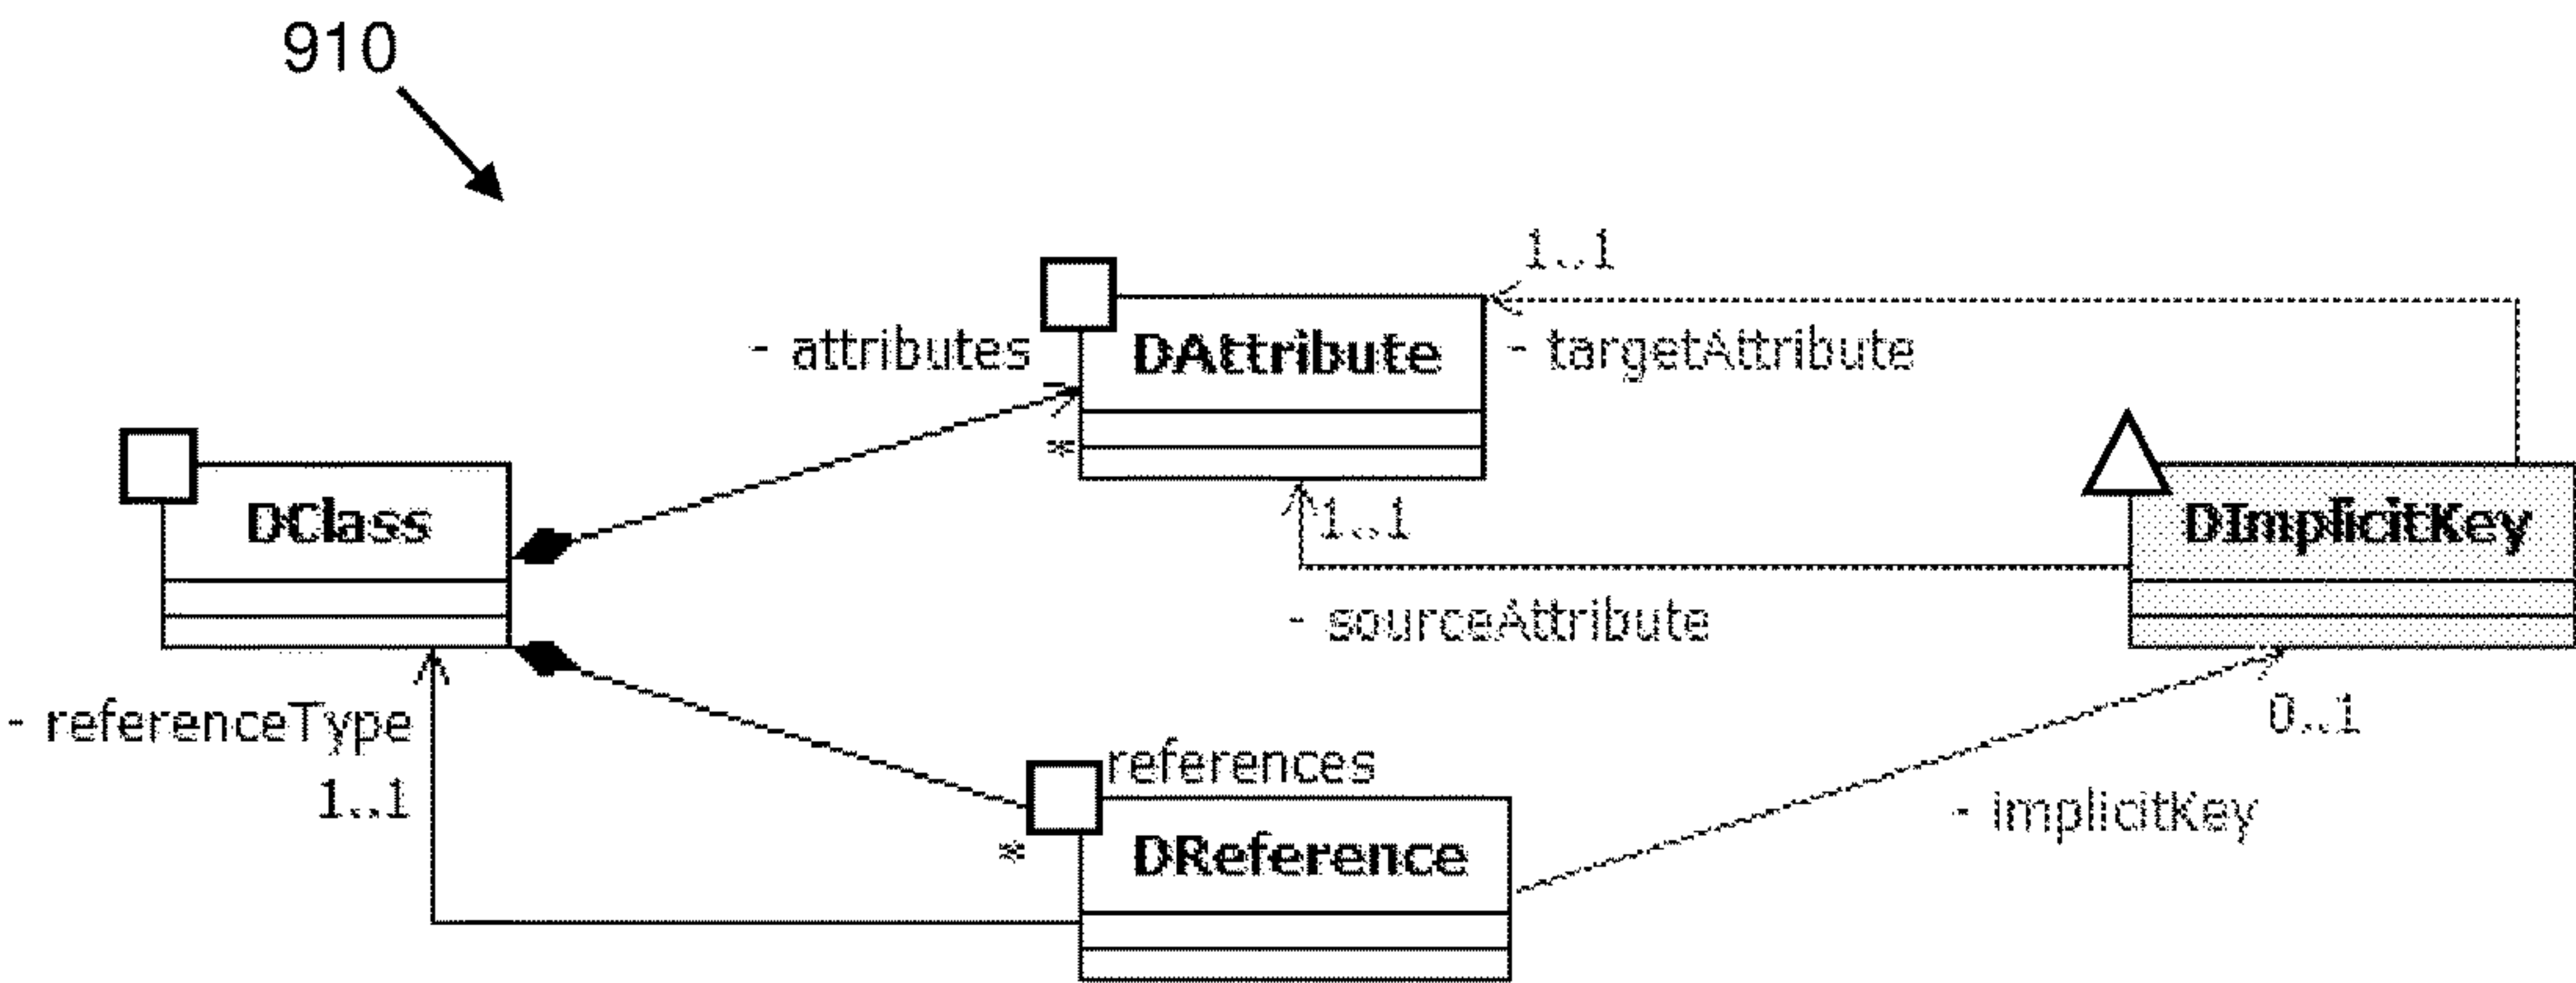 910
1..1
- attributes
DAttribute
- targetAttribute
*
DClass
1..1
DImplicitKey
- sourceAttribute
- referenceType
0..1
references
1..1
- implicitKey
*
DReference